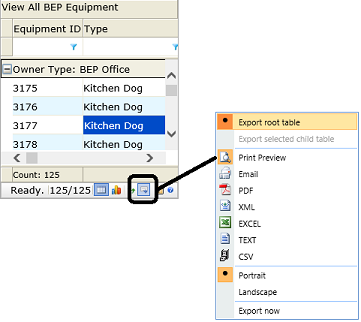 View All BEP Equipment
Equipment ID Type
Owner Type: BEP Office
3175 Kitchen Dog
3176 Kitchen Dog
3177 Kitchen Dog
3178 Kitchen Dog
Count: 125
Ready. 125/125
Export root table
Export selected child table
Print Preview
Email
PDF
XML
EXCEL
TEXT
CSV
Portrait
Landscape
Export now